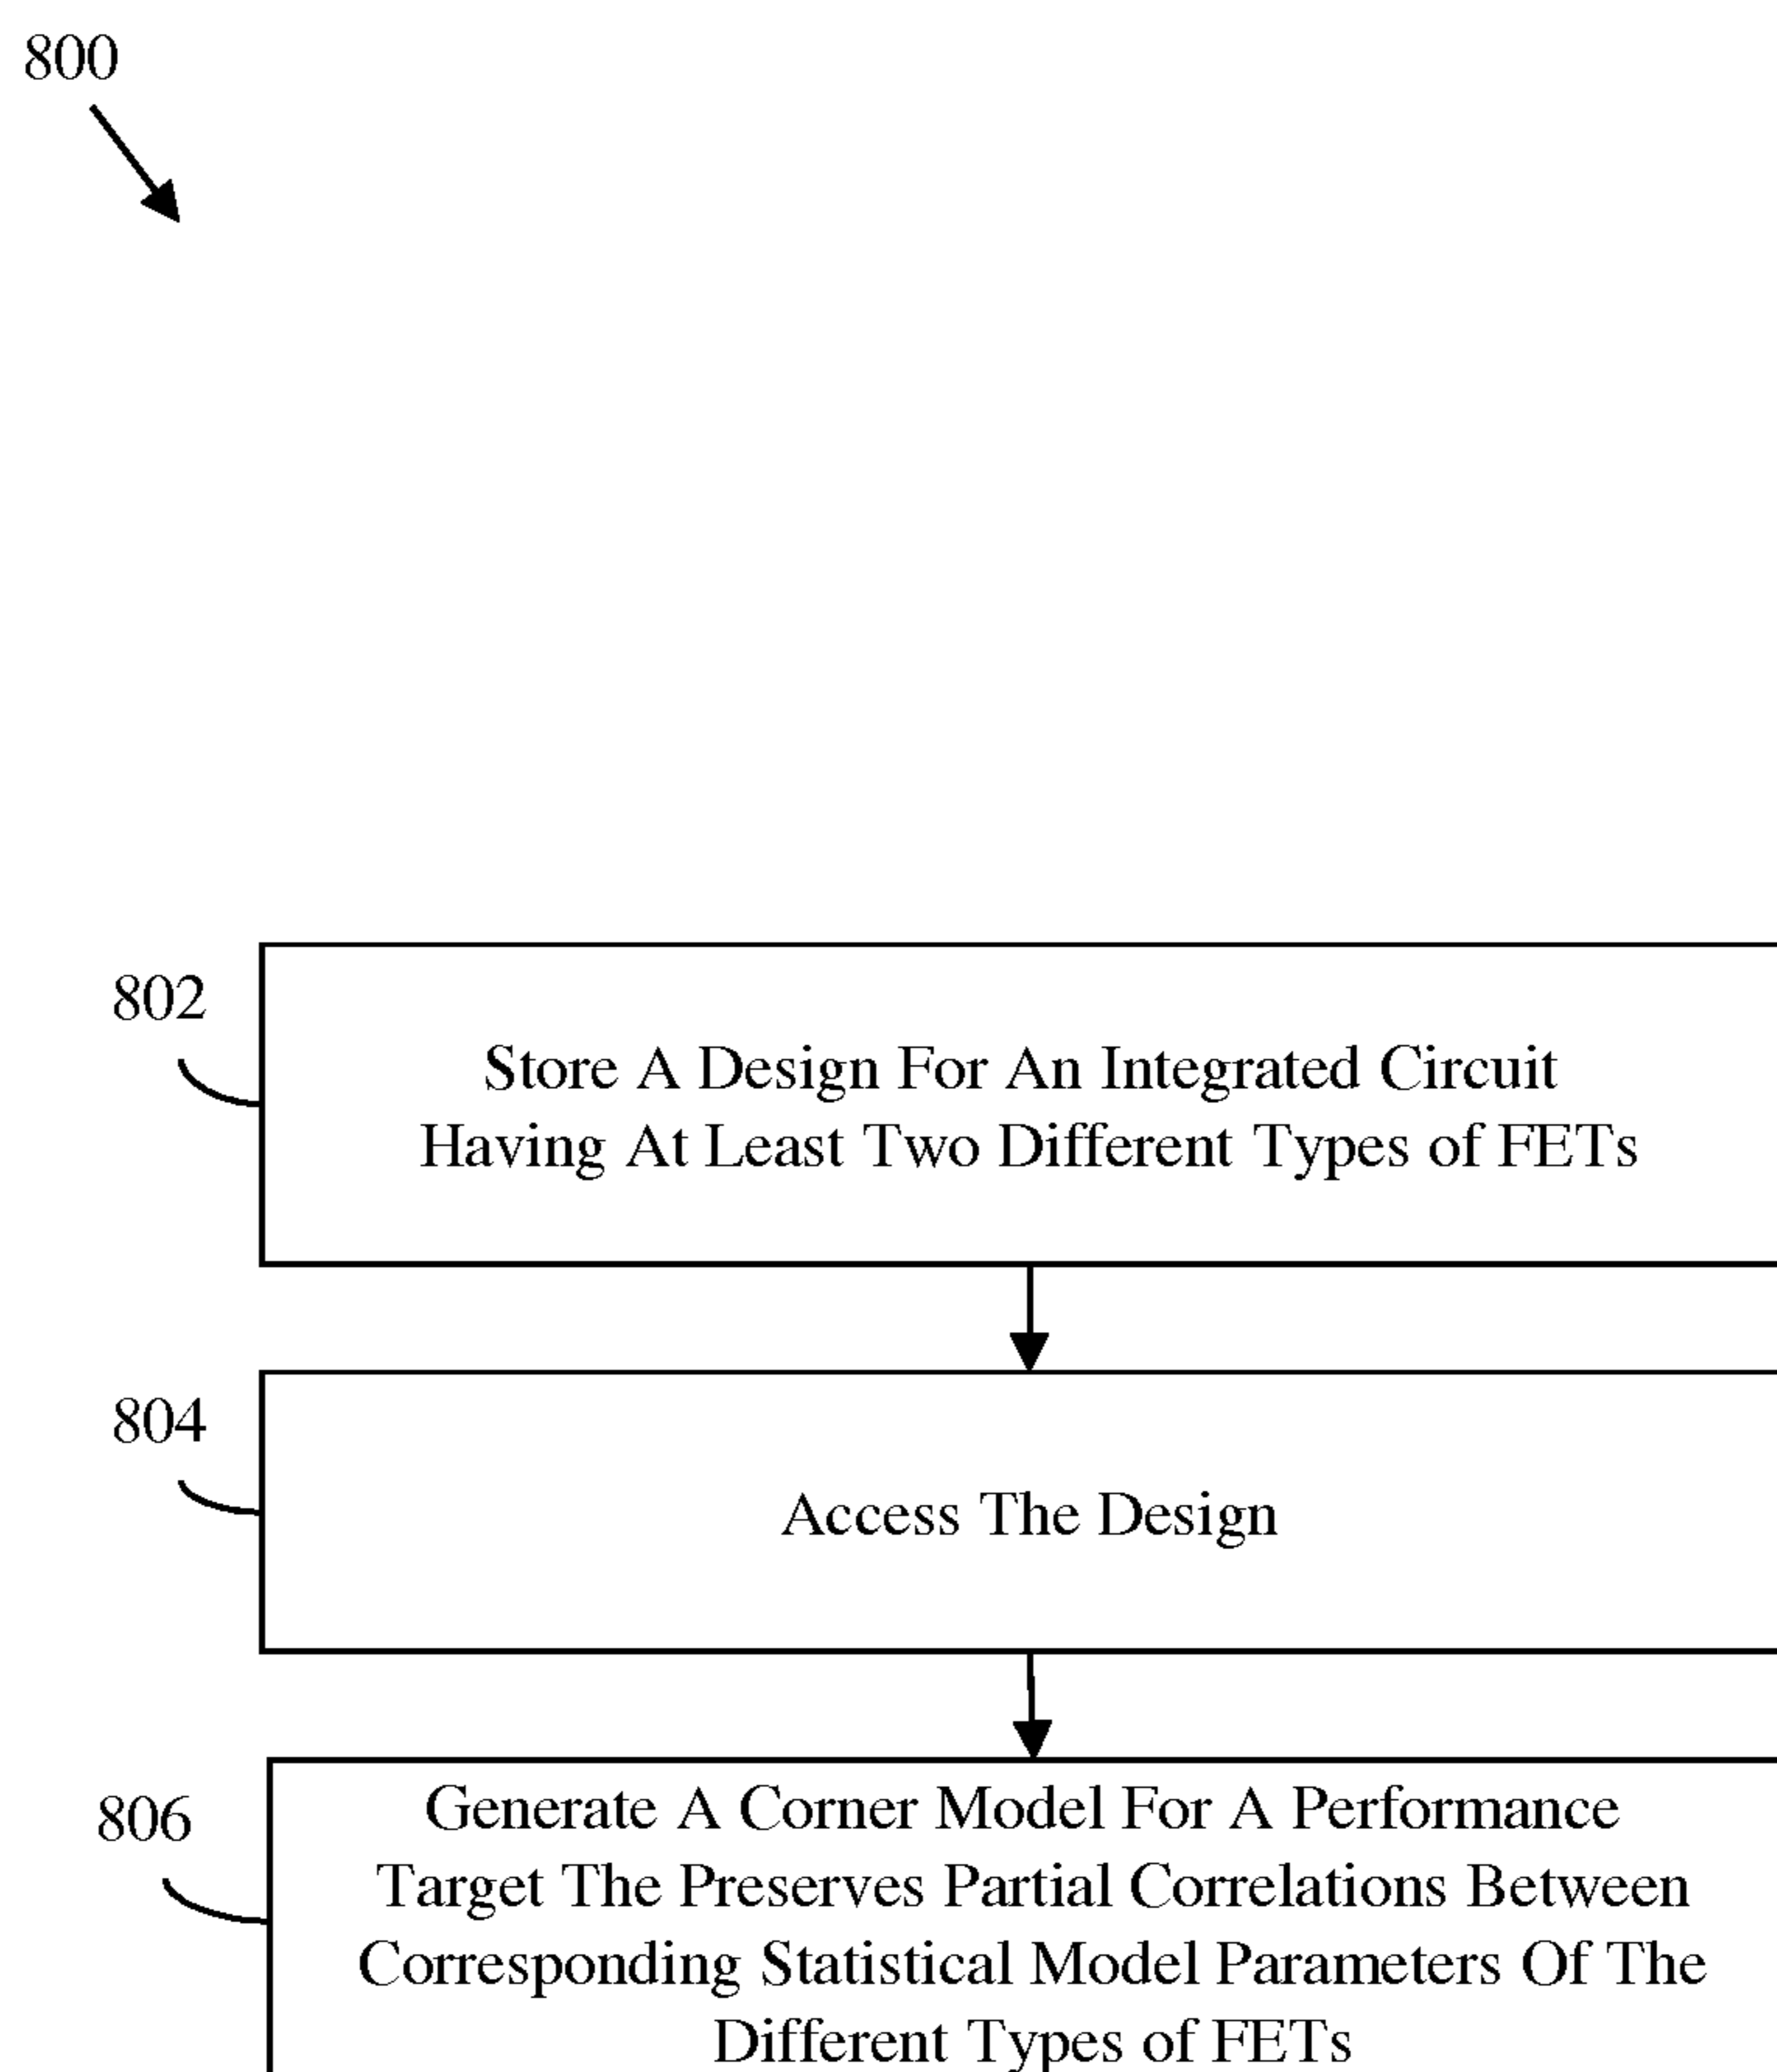 800
802
Store A Design For An Integrated Circuit
Having At Least Two Different Types of FETs
804
Access The Design
806
Generate A Corner Model For A Performance
Target The Preserves Partial Correlations Between
Corresponding Statistical Model Parameters Of The
Different Types of FETs